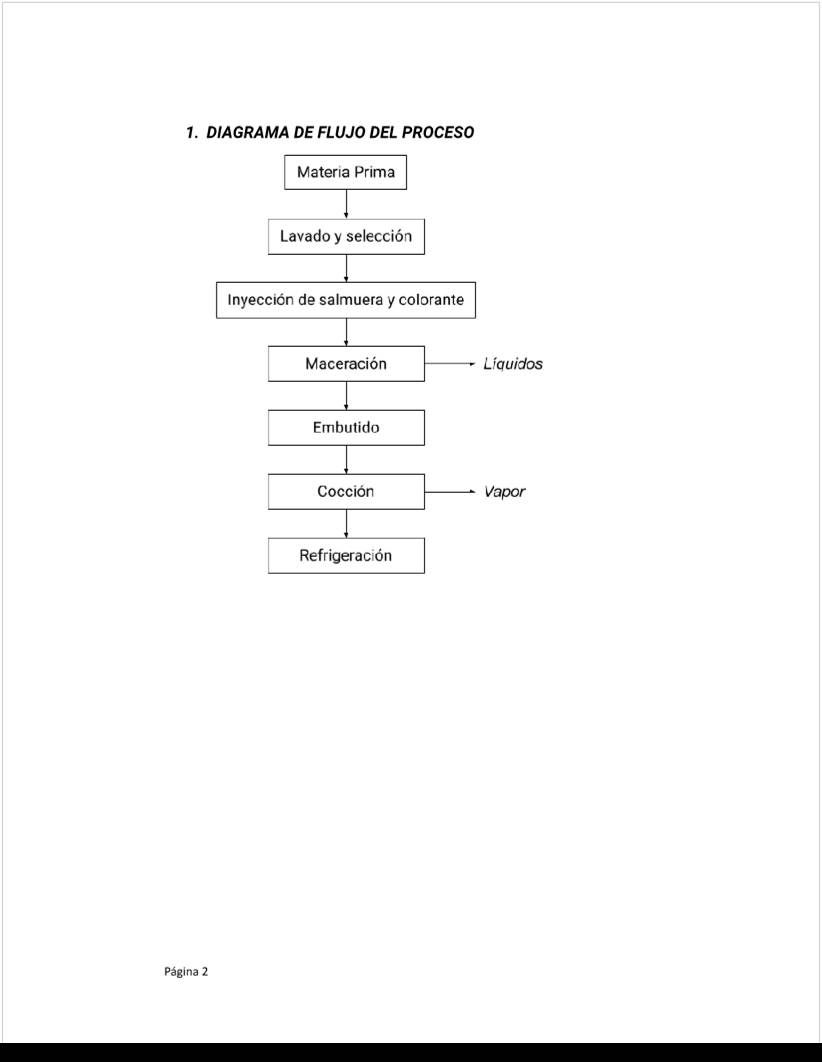 1. DIAGRAMA DE FLUJO DEL PROCESO
Materia Prima
Lavado y selección
Inyección de salmuera y colorante
Maceración
Líquidos
Embutido
Cocción
Vapor
Refrigeración
Página 2